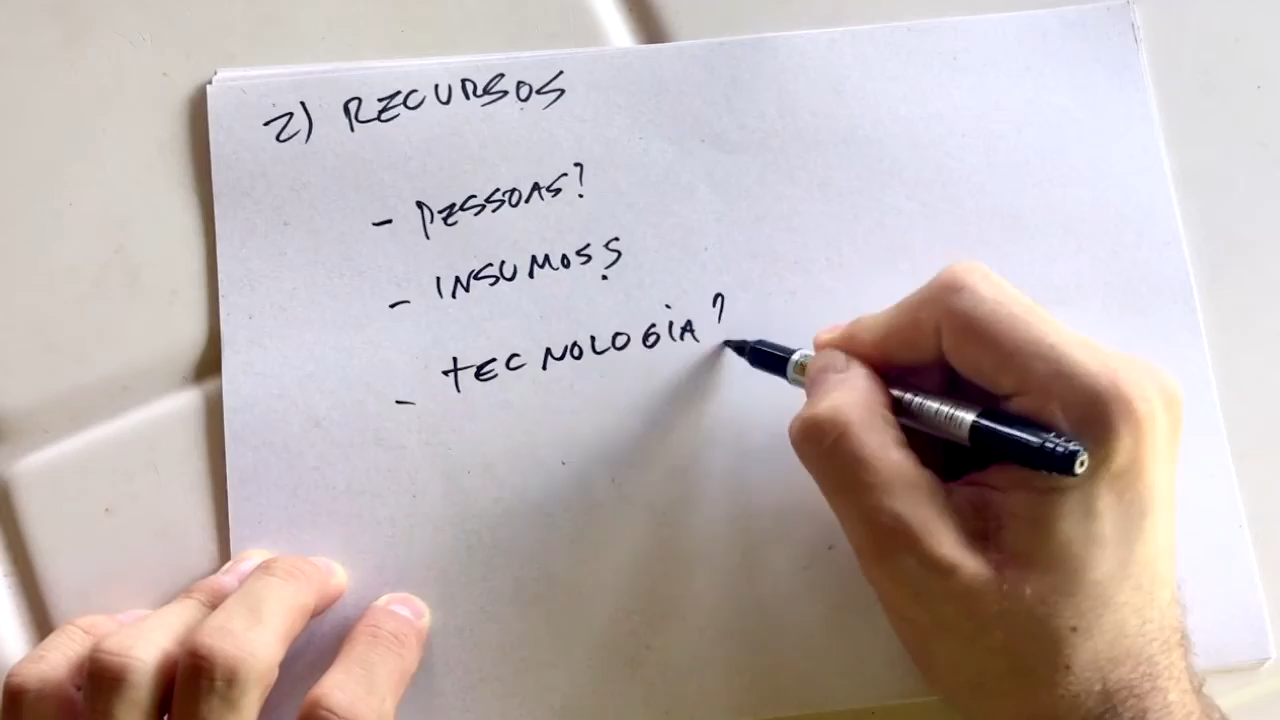 2) RECURSOS
- PESSOAS?
- INSUMOS?
- TECNOLOGIA?